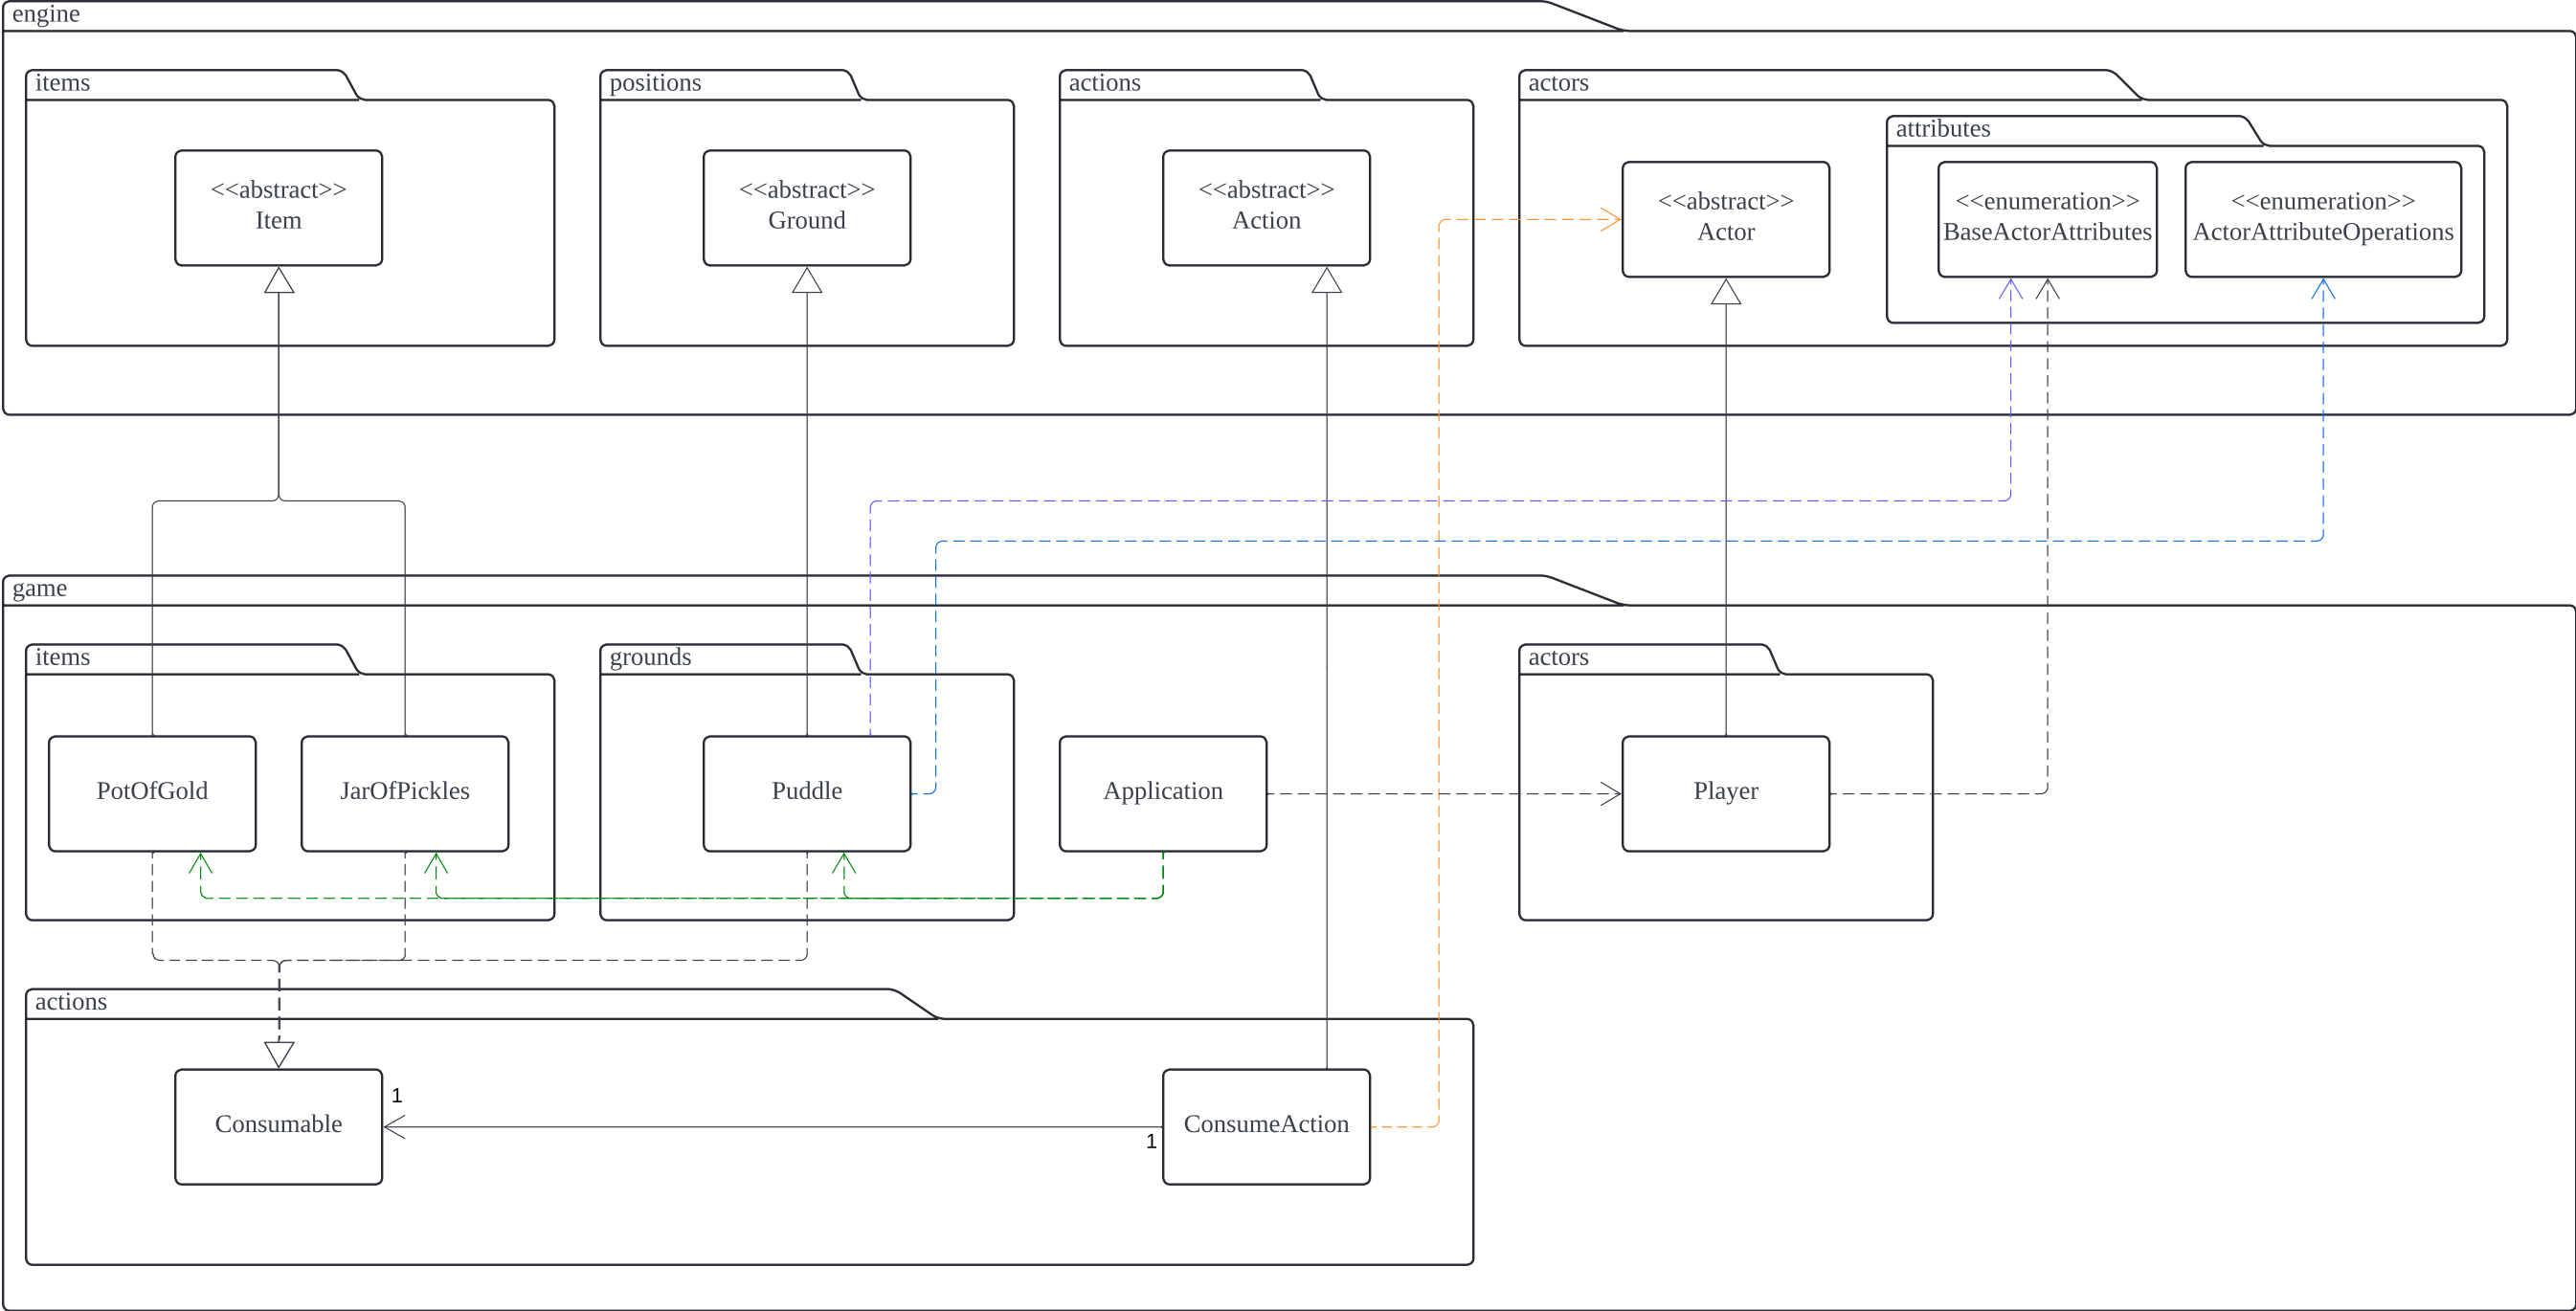 engine
items
positions
actions
actors
attributes
<<abstract>>
Item
<<abstract>>
Ground
<<abstract>>
Action
<<abstract>>
Actor
<<enumeration>>
BaseActorAttributes
<<enumeration>>
ActorAttributeOperations
game
items
grounds
actors
PotOfGold
JarOfPickles
Puddle
Application
Player
actions
Consumable
1
1
ConsumeAction